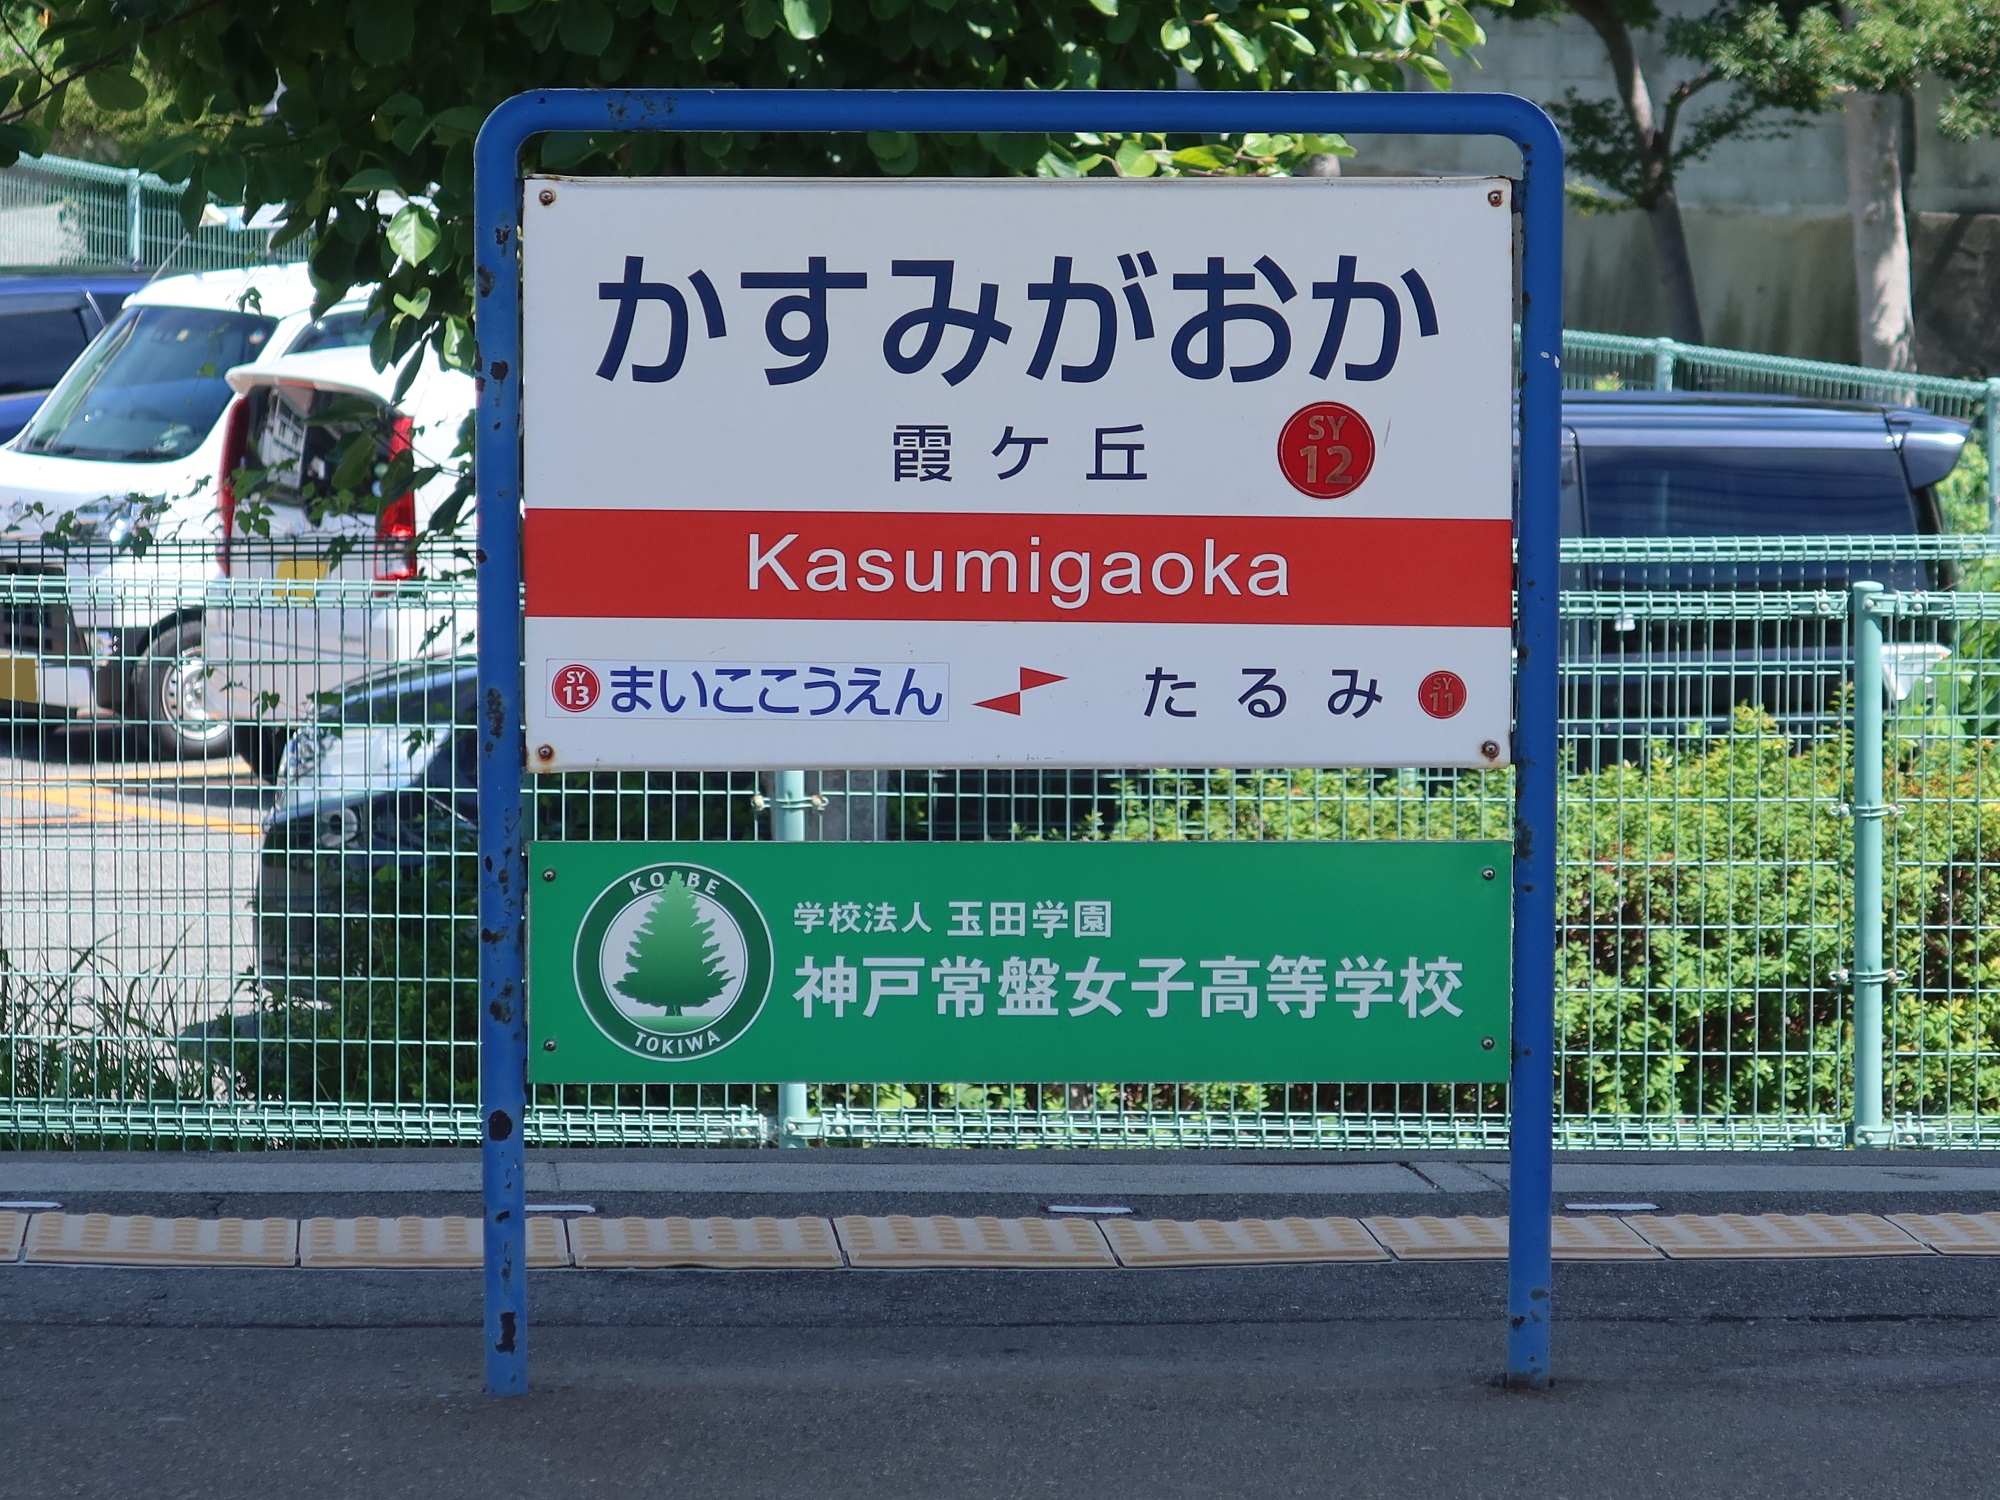 かすみがおか
霞ケ丘
SY
12
Kasumigaoka
SY
13
まいここうえん
たるみ
SY
11
KOBE
TOKIWA
学校法人 玉田学園
神戸常盤女子高等学校